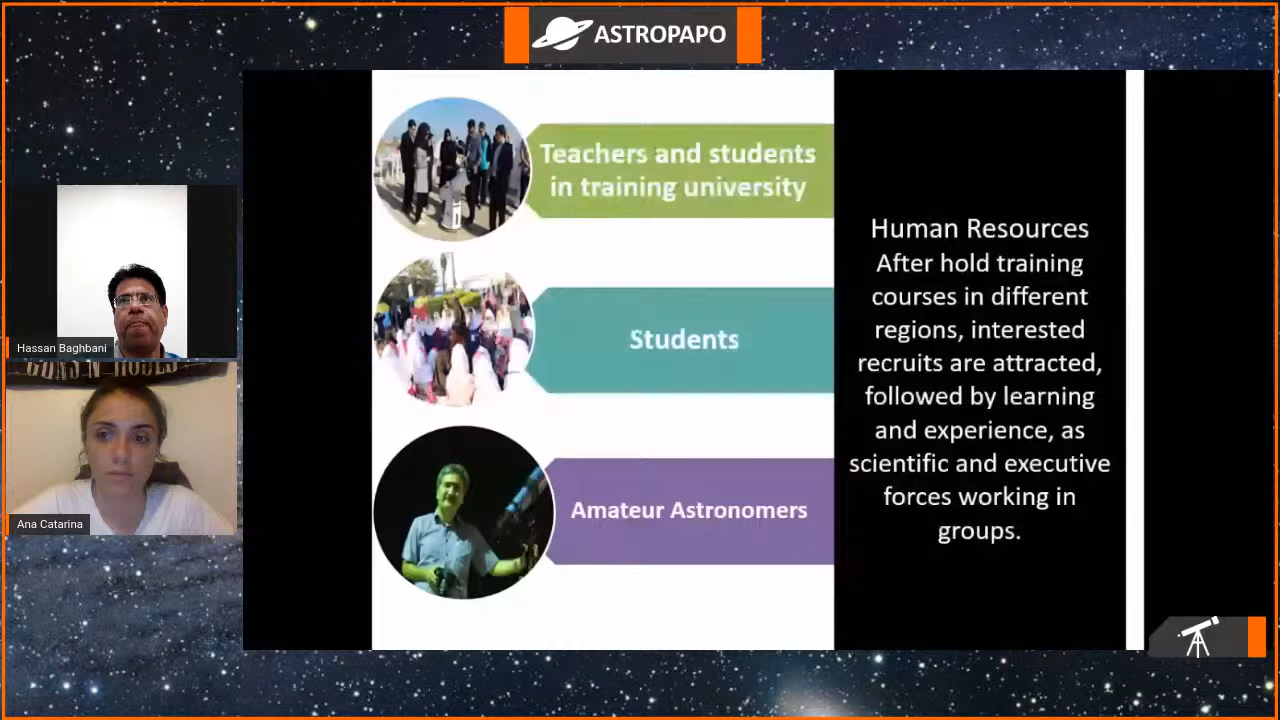 ASTROPAPO
Teachers and students
in training university
Students
Amateur Astronomers
Human Resources
After hold training
courses in different
regions, interested
recruits are attracted,
followed by learning
and experience, as
scientific and executive
forces working in
groups.
Hassan Baghbani
GUNS N' ROSES
Ana Catarina